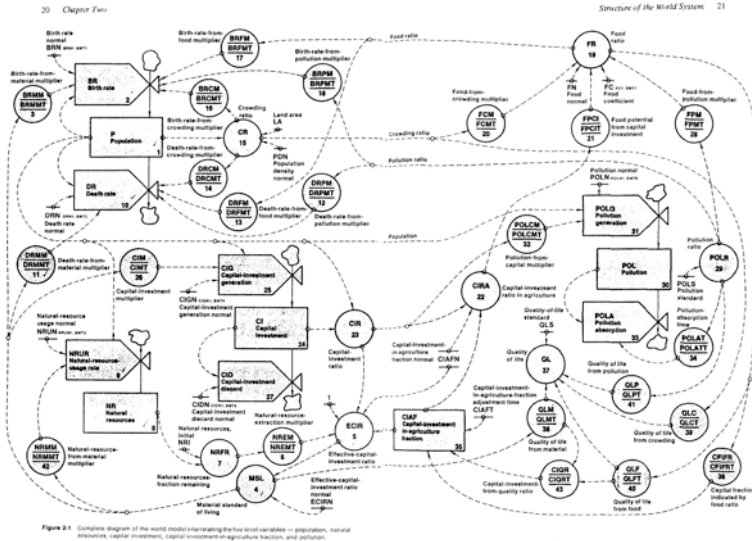 20 Chapter Two
Structure of the World System 21
Birth rate
normal
BRN
Birth-rate-from-
material multiplier
BRMM
BRMMT
3
BR
Birth rate
2
Birth-rate-from-
food multiplier
BRFM
BRFMT
17
BRCM
BRCMT
16
Birth-rate-from-
crowding multiplier
Birth-rate-from-
pollution multiplier
BRPM
BRPMT
18
Food ratio
FR
19
Food
ratio
FN
Food
normal
FC
Food
coefficient
Food-from-
crowding multiplier
FCM
FCMT
20
FPCI
FPCIT
21
Food potential
from capital
investment
Food-from-
pollution multiplier
FPM
FPMT
28
P
Population
1
Crowding
ratio
CR
15
Land area
LA
PDN
Population
density
normal
Crowding ratio
Death-rate-from-
crowding multiplier
DRCM
DRCMT
14
DR
Death rate
10
DRN
Death rate
normal
DRFM
DRFMT
13
Death-rate-from-
food multiplier
DRPM
DRPMT
12
Death-rate-from-
pollution multiplier
Pollution ratio
Population
DRMM
DRMMT
11
Death-rate-from-
material multiplier
Pollution normal
POLN
POLG
Pollution
generation
31
POLCM
POLCMT
32
Pollution-from-
capital multiplier
POL
Pollution
30
POLA
Pollution
absorption
33
Pollution
ratio
POLR
29
POLS
Pollution
standard
Pollution-
absorption
time
POLAT
POLATT
34
CIM
CIMT
26
Capital-investment
multiplier
CIG
Capital-investment
generation
25
CIGN
Capital-investment
generation normal
CI
Capital
investment
24
CID
Capital-investment
discard
27
CIDN
Capital-investment
discard normal
CIR
23
Capital-
investment
ratio
CIRA
22
Capital-investment
ratio in agriculture
Capital-investment-
in-agriculture
fraction normal
CIAFN
Capital-investment-
in-agriculture-fraction
adjustment time
CIAFT
CIAF
Capital-investment-
in-agriculture
fraction
35
Natural-resource
usage normal
NRUN
NRUR
Natural-resource-
usage rate
NR
Natural
resources
8
Natural resources,
initial
NRI
NRFR
7
Natural-resources-
fraction remaining
Natural-resource-
extraction multiplier
NREM
NREMT
6
1
ECIR
5
Effective-capital-
investment ratio
Effective-capital-
investment ratio
normal
ECIRN
NRMM
NRMMT
42
Natural-resource-
from-material
multiplier
MSL
4
Material standard
of living
Quality-of-life
standard
QLS
Quality
of life
QL
37
QLM
QLMT
38
Quality of life
from material
QLP
QLPT
41
Quality of life
from pollution
QLC
QLCT
39
Quality of life
from crowding
QLF
QLFT
40
Quality of life
from food
CIQR
CIQRT
43
Capital-investment-
from-quality ratio
CFIFR
CFIFRT
36
Capital fraction
indicated by
food ratio
Figure 2-1 Complete diagram of the world model interrelating the five level variables — population, natural
resources, capital investment, capital-investment-in-agriculture fraction, and pollution.